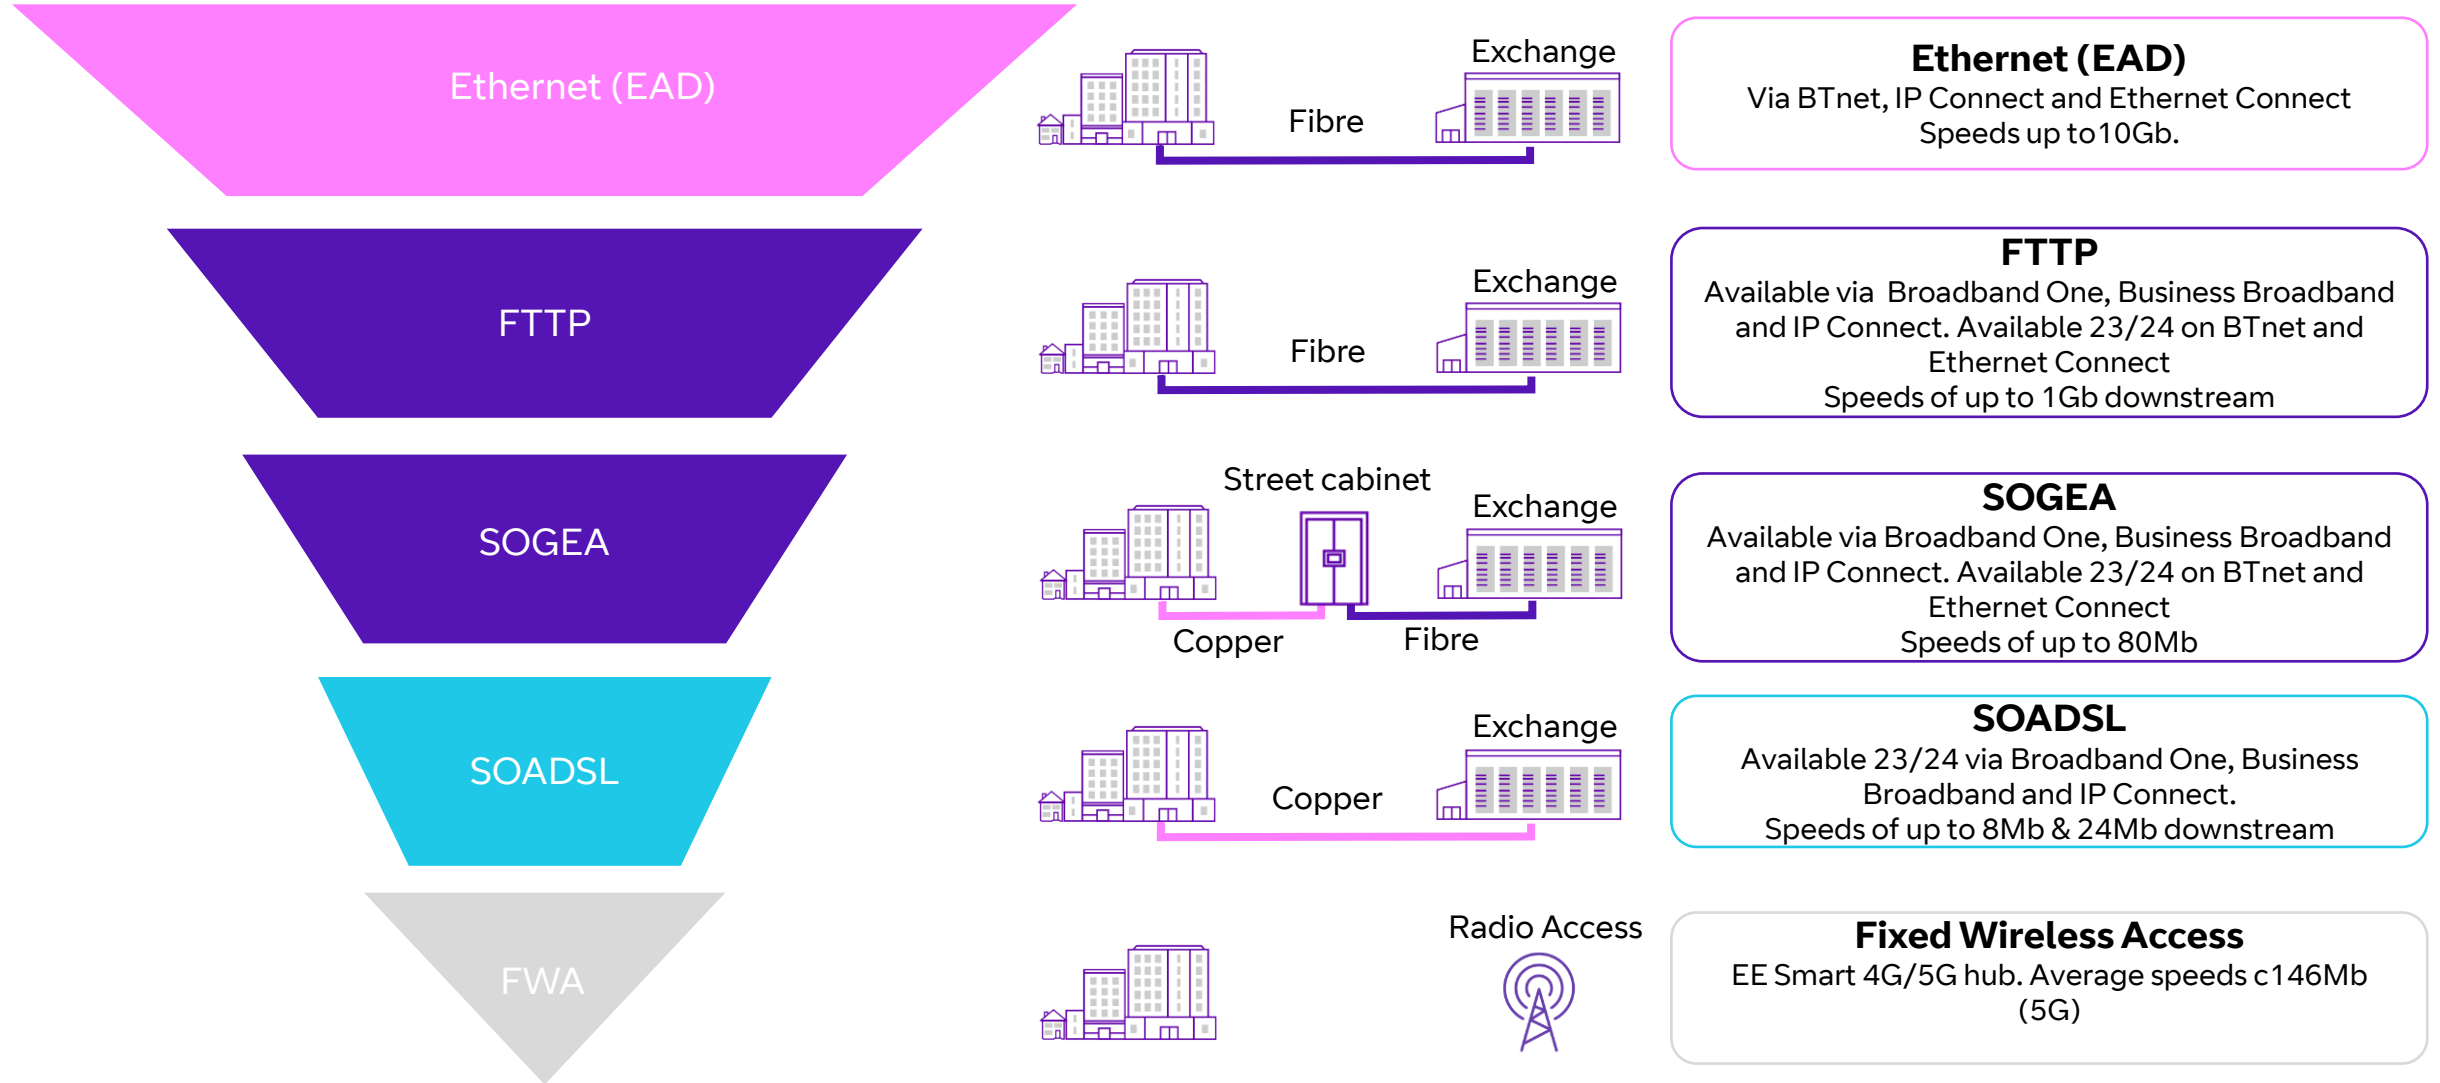 Ethernet (EAD)
Fibre
Exchange
Ethernet (EAD)
Via BTnet, IP Connect and Ethernet Connect
Speeds up to10Gb.
FTTP
Fibre
Exchange
FTTP
Available via  Broadband One, Business Broadband
and IP Connect. Available 23/24 on BTnet and
Ethernet Connect
Speeds of up to 1Gb downstream
SOGEA
Street cabinet
Exchange
Copper
Fibre
SOGEA
Available via Broadband One, Business Broadband
and IP Connect. Available 23/24 on BTnet and
Ethernet Connect
Speeds of up to 80Mb
SOADSL
Copper
Exchange
SOADSL
Available 23/24 via Broadband One, Business
Broadband and IP Connect.
Speeds of up to 8Mb & 24Mb downstream
FWA
Radio Access
Fixed Wireless Access
EE Smart 4G/5G hub. Average speeds c146Mb
(5G)